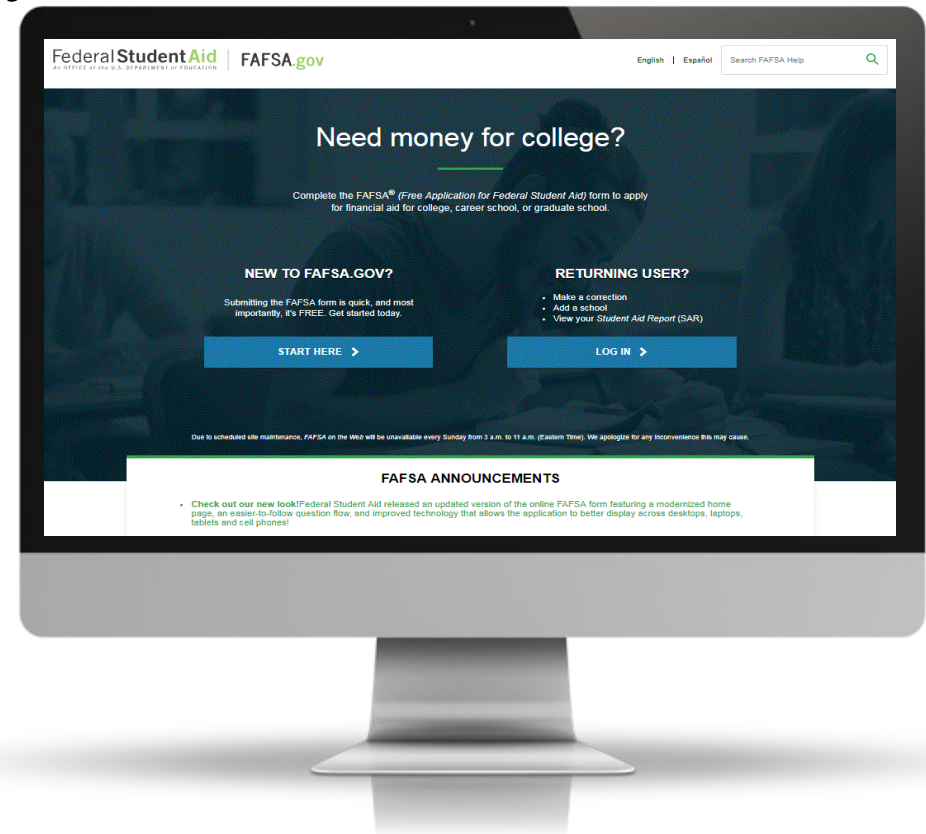 g
Federal Student Aid
An OFFICE of the U.S. DEPARTMENT of EDUCATION
FAFSA.gov
English | Español
Search FAFSA Help
Need money for college?
Complete the FAFSA® (Free Application for Federal Student Aid) form to apply
for financial aid for college, career school, or graduate school.
NEW TO FAFSA.GOV?
Submitting the FAFSA form is quick, and most
importantly, it's FREE. Get started today.
START HERE
RETURNING USER?
• Make a correction
• Add a school
• View your Student Aid Report (SAR)
LOG IN
Due to scheduled site maintenance, FAFSA on the Web will be unavailable every Sunday from 3 a.m. to 11 a.m. (Eastern Time). We apologize for any inconvenience this may cause.
FAFSA ANNOUNCEMENTS
• Check out our new look!Federal Student Aid released an updated version of the online FAFSA form featuring a modernized home
page, an easier-to-follow question flow, and improved technology that allows the application to better display across desktops, laptops,
tablets and cell phones!